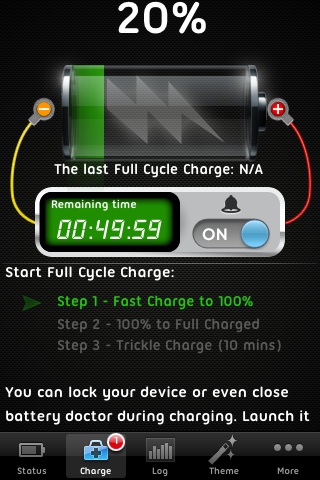 20%
The last Full Cycle Charge: N/A
Remaining time
00:49:59
ON
Start Full Cycle Charge:
Step 1 - Fast Charge to 100%
Step 2 - 100% to Full Charged
Step 3 - Trickle Charge (10 mins)
You can lock your device or even close
battery doctor during charging. Launch it
1
Status Charge Log Theme More